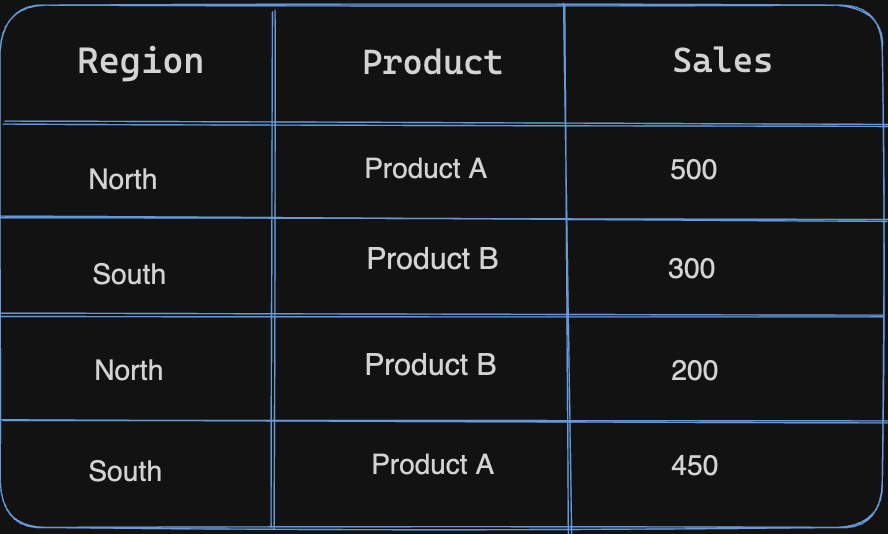 Region Product Sales
North Product A 500
South Product B 300
North Product B 200
South Product A 450